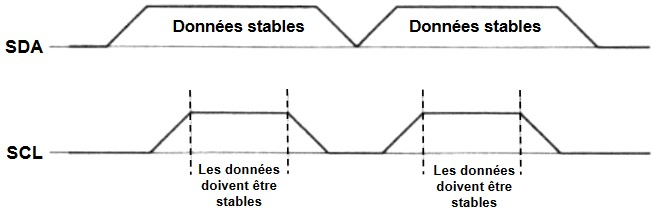 Données stables
Données stables
SDA
SCL
Les données
doivent être
stables
Les données
doivent être
stables